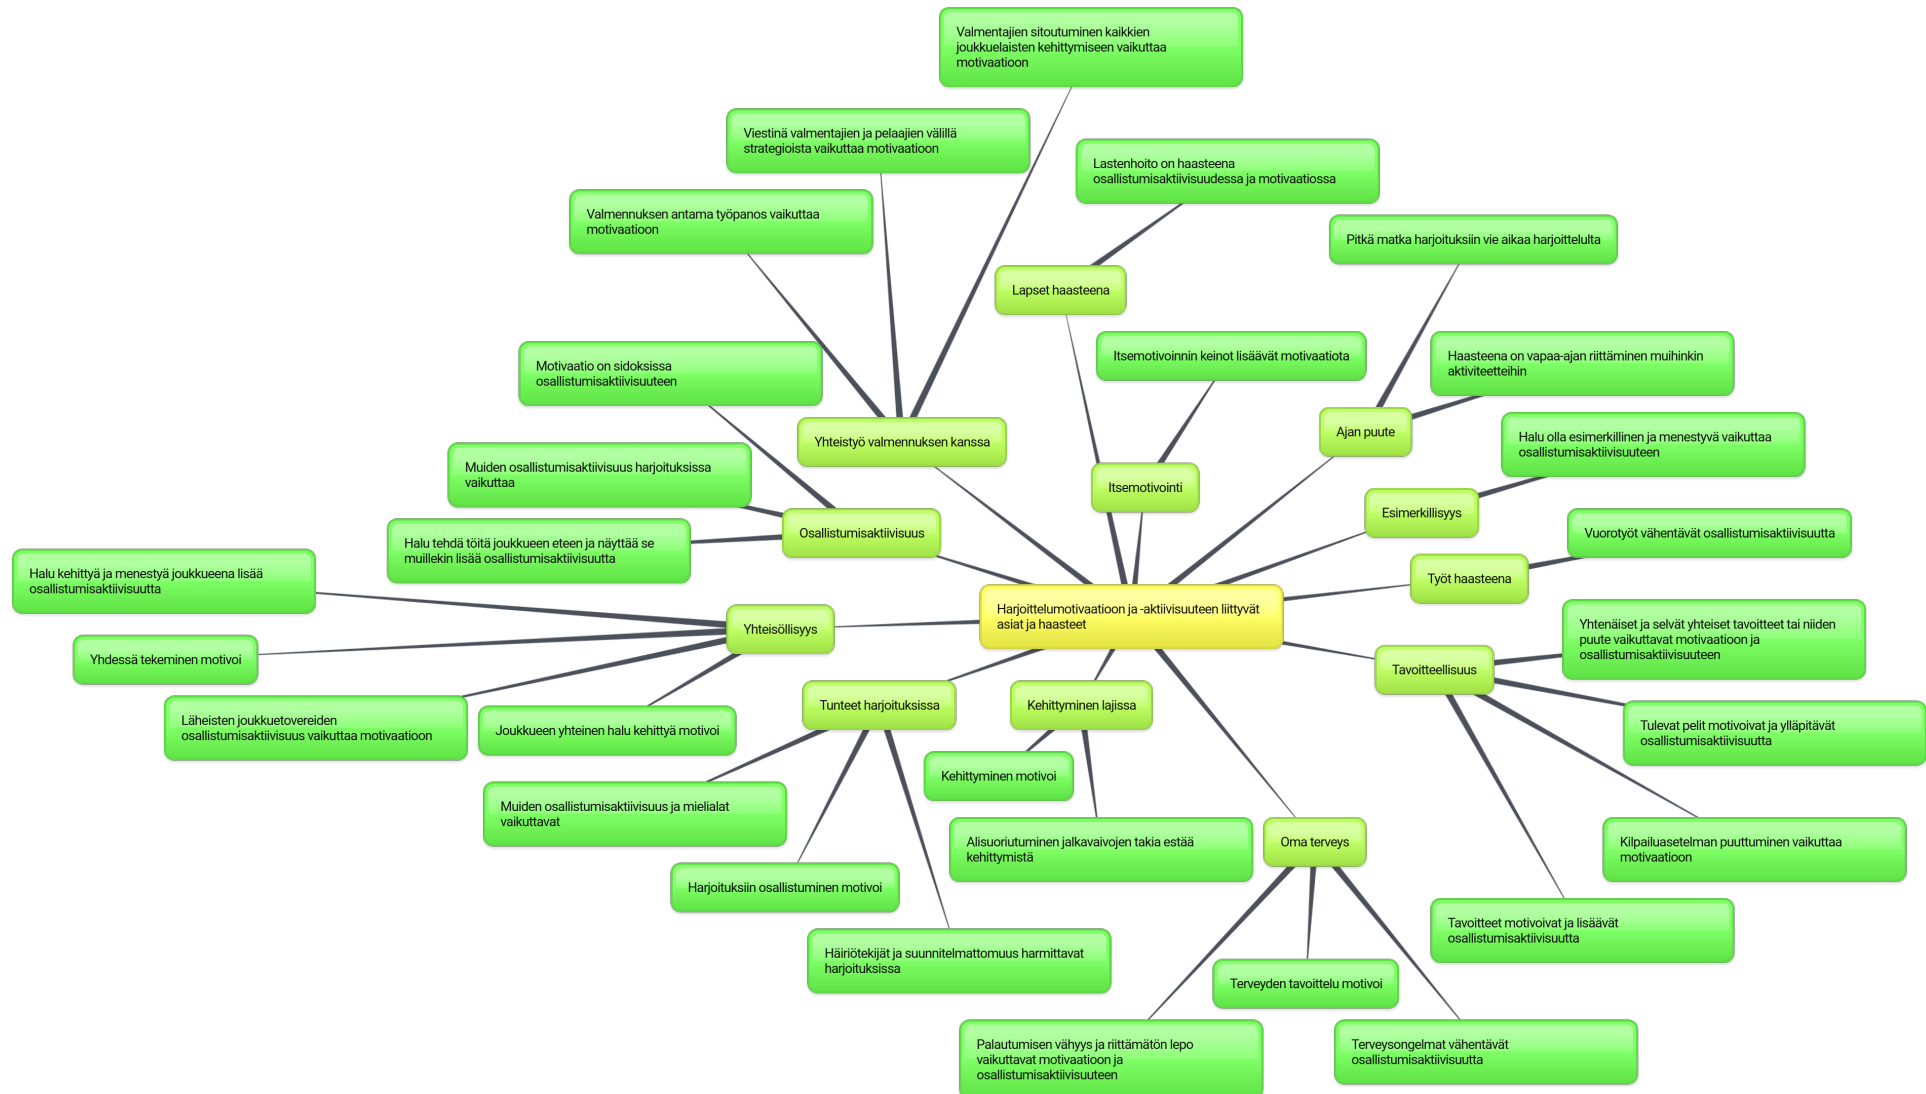 Valmentajien sitoutuminen kaikkien
joukkuelaisten kehittymiseen vaikuttaa
motivaatioon
Viestinä valmentajien ja pelaajien välillä
strategioista vaikuttaa motivaatioon
Lastenhoito on haasteena
osallistumisaktiivisuudessa ja motivaatiossa
Valmennuksen antama työpanos vaikuttaa
motivaatioon
Pitkä matka harjoituksiin vie aikaa harjoittelulta
Lapset haasteena
Motivaatio on sidoksissa
osallistumisaktiivisuuteen
Itsemotivoinnin keinot lisäävät motivaatiota
Haasteena on vapaa-ajan riittäminen muihinkin
aktiviteetteihin
Yhteistyö valmennuksen kanssa
Ajan puute
Halu olla esimerkillinen ja menestyvä vaikuttaa
osallistumisaktiivisuuteen
Muiden osallistumisaktiivisuus harjoituksissa
vaikuttaa
Itsemotivointi
Esimerkillisyys
Osallistumisaktiivisuus
Vuorotyöt vähentävät osallistumisaktiivisuutta
Halu tehdä töitä joukkueen eteen ja näyttää se
muillekin lisää osallistumisaktiivisuutta
Halu kehittyä ja menestyä joukkueena lisää
osallistumisaktiivisuutta
Työt haasteena
Harjoittelumotivaatioon ja -aktiivisuuteen liittyvät
asiat ja haasteet
Yhteisöllisyys
Yhtenäiset ja selvät yhteiset tavoitteet tai niiden
puute vaikuttavat motivaatioon ja
osallistumisaktiivisuuteen
Yhdessä tekeminen motivoi
Tavoitteellisuus
Tunteet harjoituksissa
Kehittyminen lajissa
Läheisten joukkuetovereiden
osallistumisaktiivisuus vaikuttaa motivaatioon
Joukkueen yhteinen halu kehittyä motivoi
Tulevat pelit motivoivat ja ylläpitävät
osallistumisaktiivisuutta
Kehittyminen motivoi
Muiden osallistumisaktiivisuus ja mielialat
vaikuttavat
Alisuoriutuminen jalkavaivojen takia estää
kehittymistä
Oma terveys
Kilpailuasetelman puuttuminen vaikuttaa
motivaatioon
Harjoituksiin osallistuminen motivoi
Tavoitteet motivoivat ja lisäävät
osallistumisaktiivisuutta
Häiriötekijät ja suunnitelmattomuus harmittavat
harjoituksissa
Terveyden tavoittelu motivoi
Palautumisen vähyys ja riittämätön lepo
vaikuttavat motivaatioon ja
osallistumisaktiivisuuteen
Terveysongelmat vähentävät
osallistumisaktiivisuutta